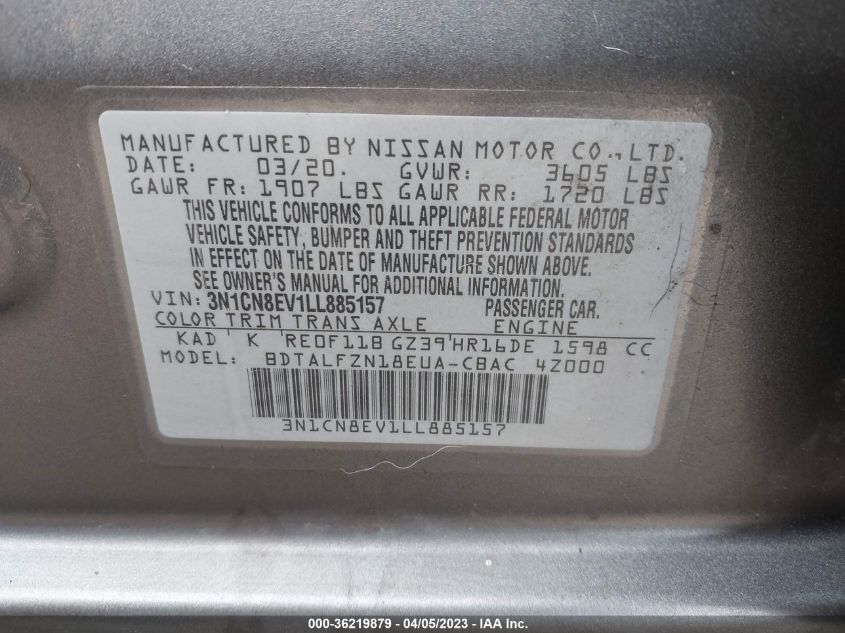 MANUFACTURED BY NISSAN MOTOR CO., LTD.
DATE: 03/20. GVWR: 3605 LBS
GAWR FR: 1907 LBS GAWR RR: 1720 LBS
THIS VEHICLE CONFORMS TO ALL APPLICABLE FEDERAL MOTOR
VEHICLE SAFETY, BUMPER AND THEFT PREVENTION STANDARDS
IN EFFECT ON THE DATE OF MANUFACTURE SHOWN ABOVE.
SEE OWNER'S MANUAL FOR ADDITIONAL INFORMATION.
VIN: 3N1CN8EV1LL885157 PASSENGER CAR.
COLOR TRIM TRANS AXLE ENGINE
KAD ' K RE0F11B GZ39'HR16DE 1598 CC
MODEL: BDTALFZN18EUA-CBAC 4Z000
3N1CN8EV1LL885157
000-36219879 - 04/05/2023 - IAA Inc.